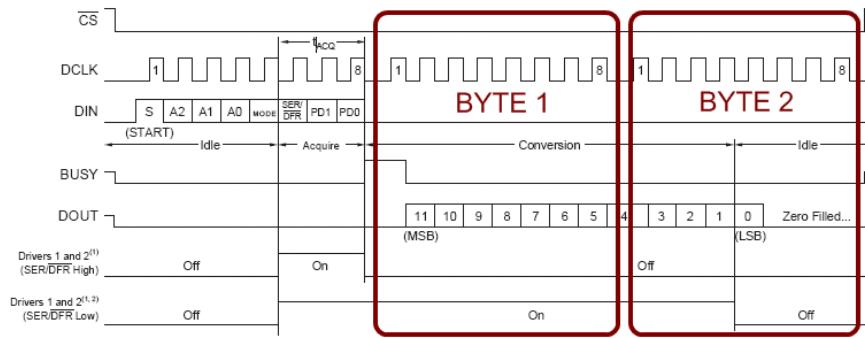 CS
tACQ
DCLK 1 8 1 8 1 8
BYTE 1 BYTE 2
DIN S A2 A1 A0 MODE SER/DFR PD1 PD0
(START)
Idle Acquire Conversion Idle
BUSY
DOUT 11 10 9 8 7 6 5 4 3 2 1 0 Zero Filled...
(MSB) (LSB)
Drivers 1 and 2(1)
(SER/DFR High) Off On Off
Drivers 1 and 2(1, 2)
(SER/DFR Low) Off On Off